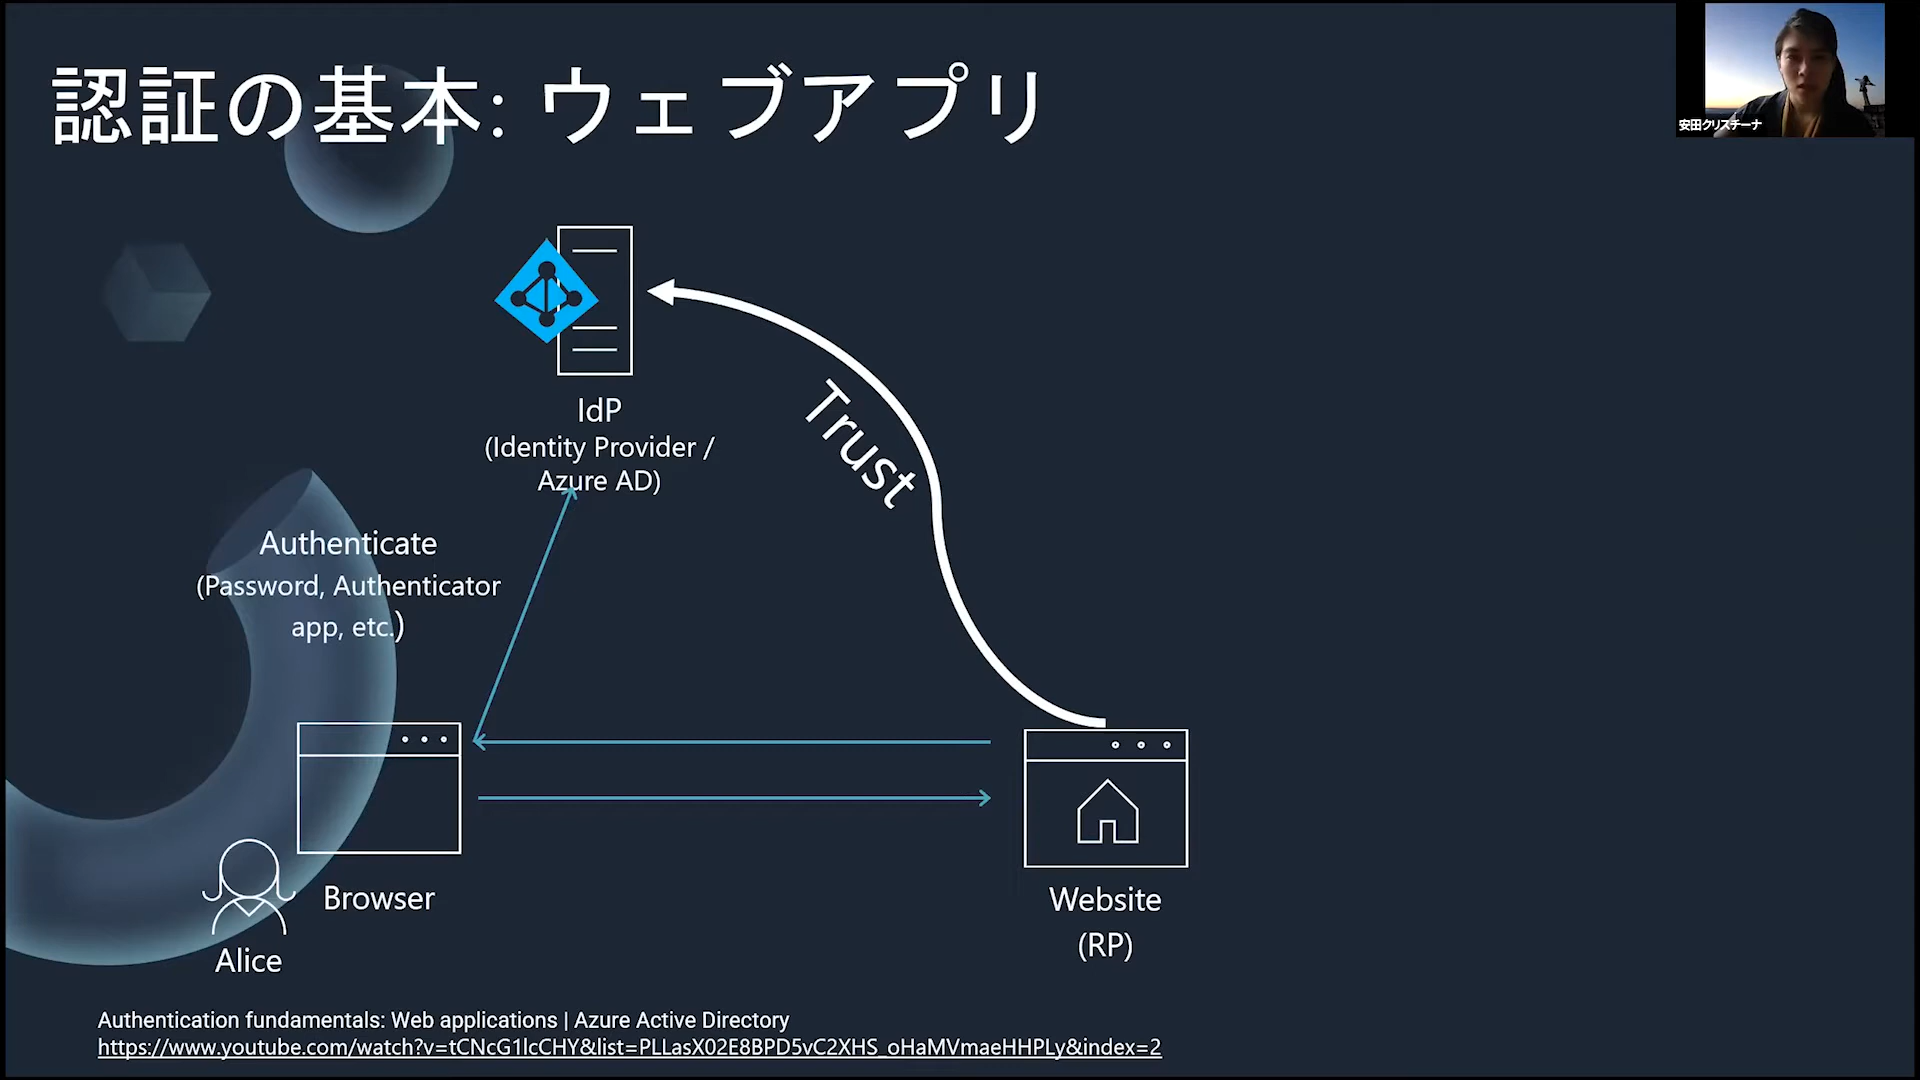 認証の基本: ウェブアプリ
安田クリスチーナ
IdP
(Identity Provider /
Azure AD)
Trust
Authenticate
(Password, Authenticator
app, etc.)
Browser
Alice
Website
(RP)
Authentication fundamentals: Web applications | Azure Active Directory
https://www.youtube.com/watch?v=tCNcG1lcCHY&list=PLLasX02E8BPD5vC2XHS_oHaMVmaeHHPLy&index=2